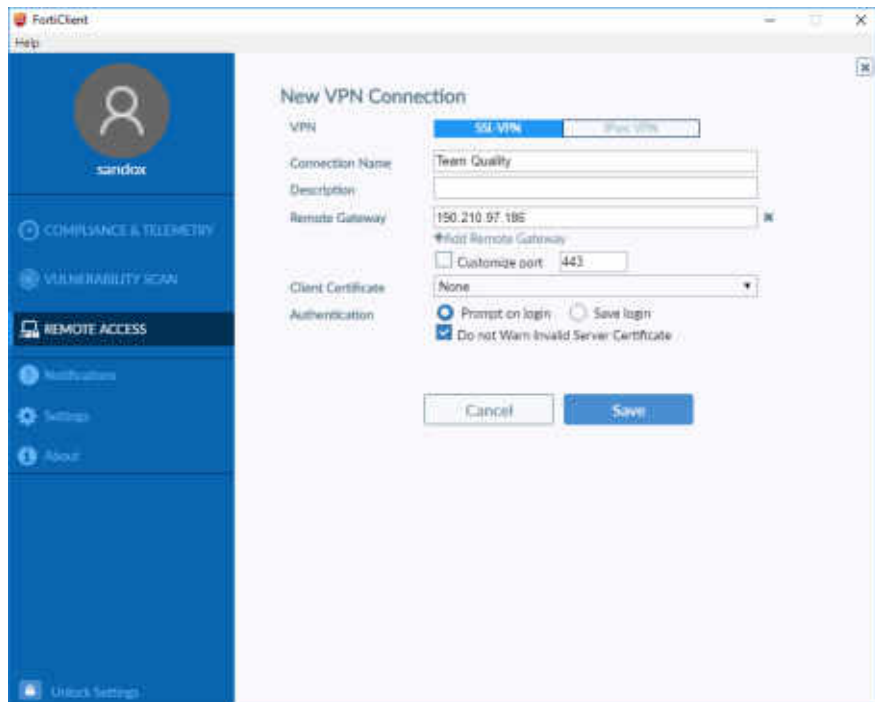 FortiClient
Help
sandox
COMPLIANCE & TELEMETRY
VULNERABILITY SCAN
REMOTE ACCESS
Notifications
Settings
About
Unlock Settings
New VPN Connection
VPN SSL-VPN IPsec VPN
Connection Name Team Quality
Description
Remote Gateway 190.210.97.186
+Add Remote Gateway
Customize port 443
Client Certificate None
Authentication Prompt on login Save login
Do not Warn Invalid Server Certificate
Cancel Save